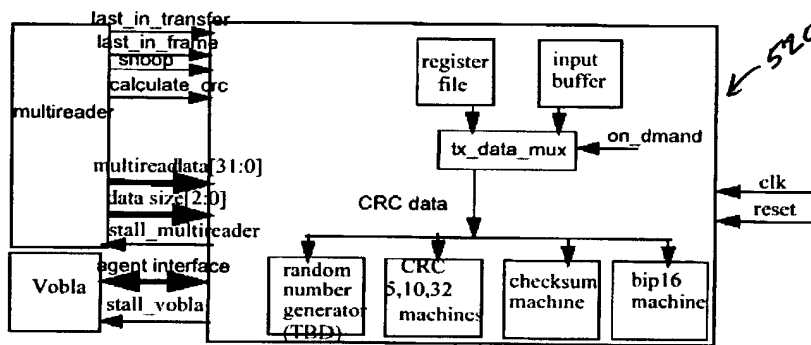 last_in_transfer
last_in_frame
snoop
calculate_crc
multireader
multireadata[31:0]
data size[2:0]
stall_multireader
agent interface
Vobla
stall_vobla
register
file
input
buffer
tx_data_mux
on_dmand
CRC data
random
number
generator
(TBD)
CRC
5,10,32
machines
checksum
machine
bip16
machine
520
clk
reset